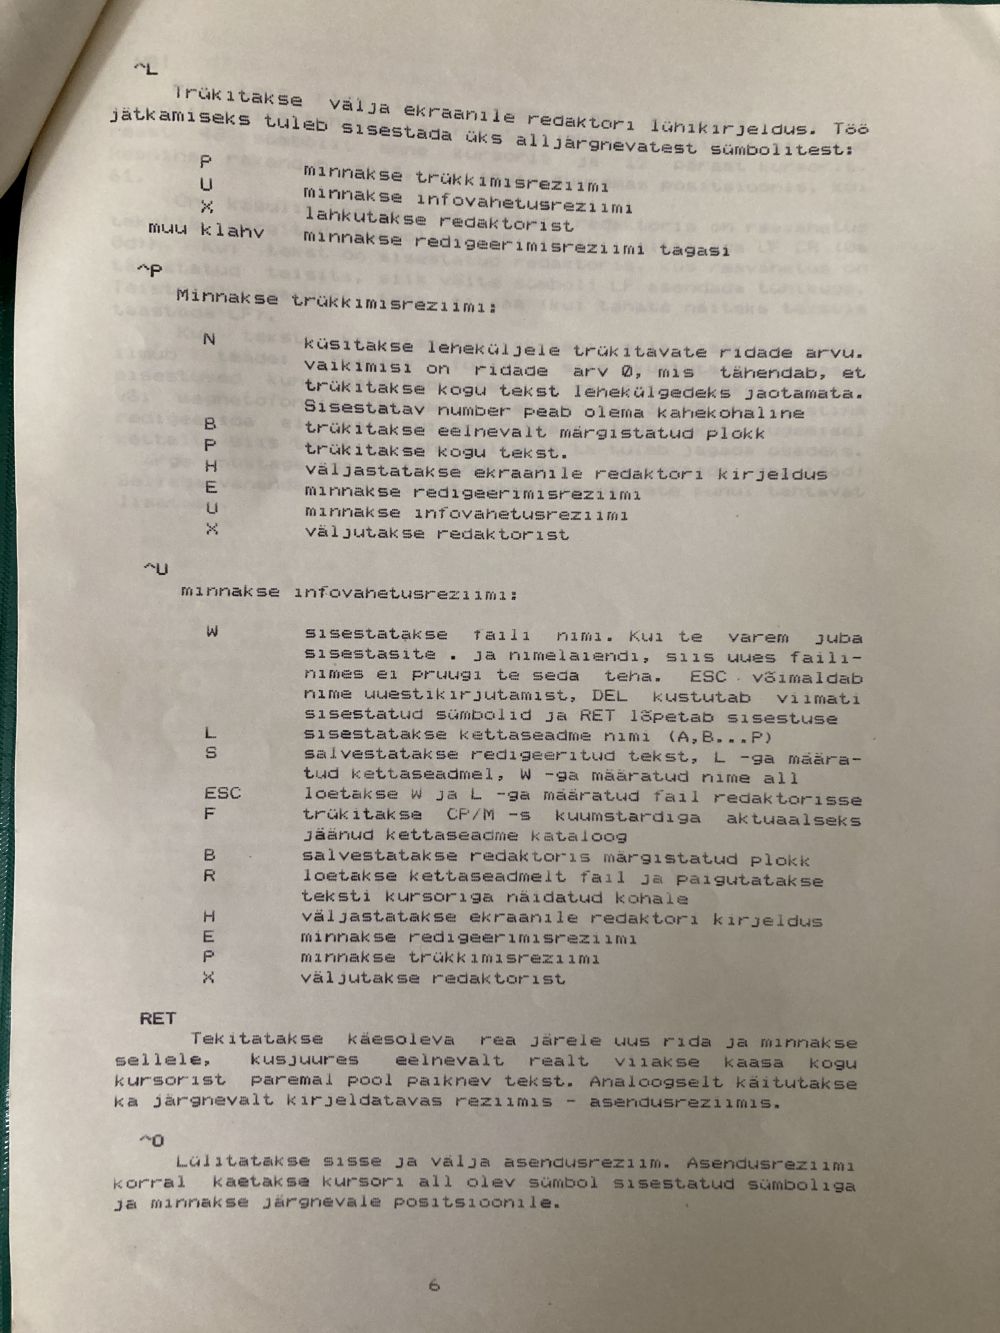 ^L
Trükitakse välja ekraanile redaktori lühikirjeldus. Töö
jätkamiseks tuleb sisestada üks alljärgnevatest sümbolitest:
P minnakse trükkimisreziimi
U minnakse infovahetusreziimi
X lahkutakse redaktorist
muu klahv minnakse redigeerimisreziimi tagasi
^P
Minnakse trükkimisreziimi:
N küsitakse leheküljele trükitavate ridade arvu.
vaikimisi on ridade arv 0, mis tähendab, et
trükitakse kogu tekst lehekülgedeks jaotamata.
Sisestatav number peab olema kahekohaline
B trükitakse eelnevalt märgistatud plokk
P trükitakse kogu tekst.
H väljastatakse ekraanile redaktori kirjeldus
E minnakse redigeerimisreziimi
U minnakse infovahetusreziimi
X väljutakse redaktorist
^U
minnakse infovahetusreziimi:
W sisestatakse faili nimi. Kui te varem juba
sisestasite . ja nimelaiendi, siis uues faili-
nimes ei pruugi te seda teha. ESC võimaldab
nime uuestikirjutamist, DEL kustutab viimati
sisestatud sümbolid ja RET lõpetab sisestuse
L sisestatakse kettaseadme nimi (A,B...P)
S salvestatakse redigeeritud tekst, L -ga määra-
tud kettaseadmel, W -ga määratud nime all
ESC loetakse W ja L -ga määratud fail redaktorisse
F trükitakse CP/M -s kuumstardiga aktuaalseks
jäänud kettaseadme kataloog
B salvestatakse redaktoris märgistatud plokk
R loetakse kettaseadmelt fail ja paigutatakse
teksti kursoriga näidatud kohale
H väljastatakse ekraanile redaktori kirjeldus
E minnakse redigeerimisreziimi
P minnakse trükkimisreziimi
X väljutakse redaktorist
RET
Tekitatakse käesoleva rea järele uus rida ja minnakse
sellele, kusjuures eelnevalt realt viiakse kaasa kogu
kursorist paremal pool paiknev tekst. Analoogselt käitutakse
ka järgnevalt kirjeldatavas reziimis - asendusreziimis.
^O
Lülitatakse sisse ja välja asendusreziim. Asendusreziimi
korral kaetakse kursori all olev sümbol sisestatud sümboliga
ja minnakse järgnevale positsioonile.
6